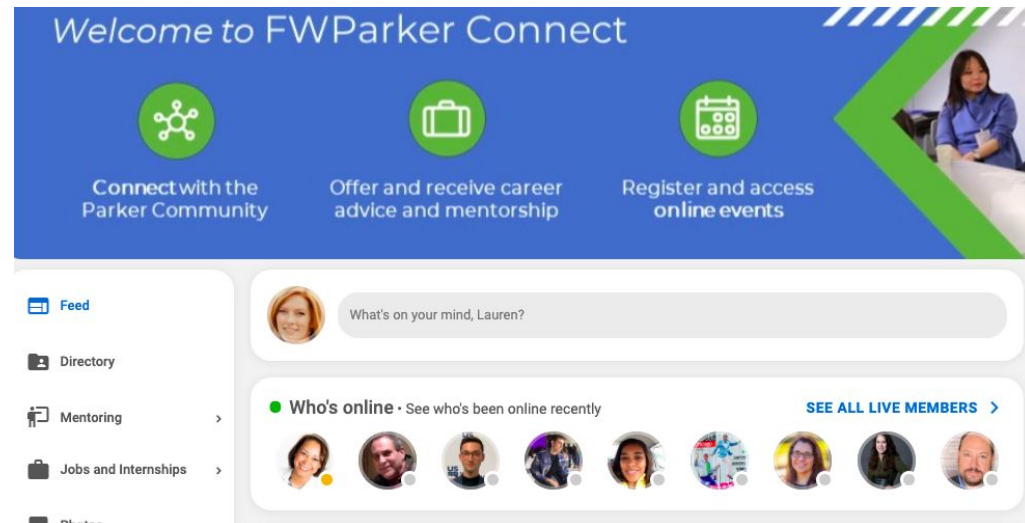 Welcome to FWParker Connect
Connect with the
Parker Community
Offer and receive career
advice and mentorship
Register and access
online events
Feed
Directory
Mentoring
Jobs and Internships
What's on your mind, Lauren?
Who's online · See who's been online recently
SEE ALL LIVE MEMBERS